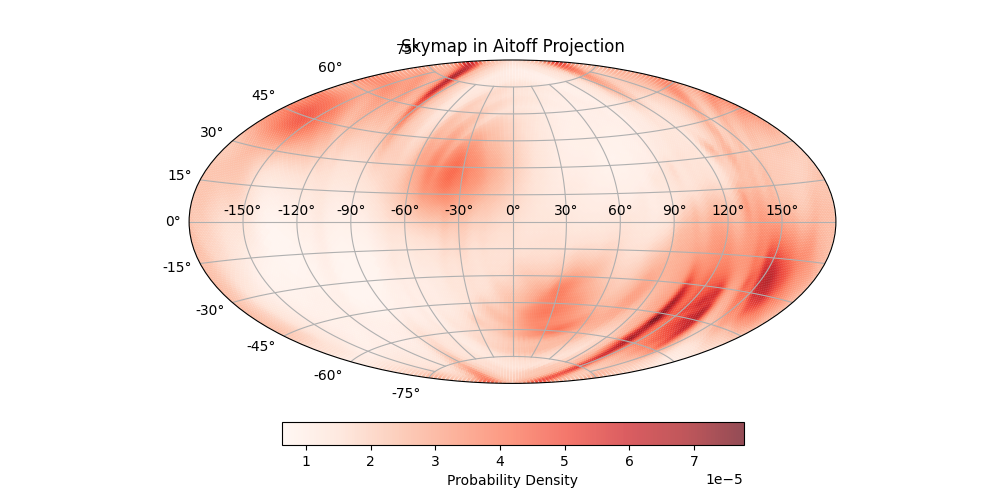 Skymap in Aitoff Projection
75°
60°
45°
30°
15°
-150° -120° -90° -60° -30° 0° 30° 60° 90° 120° 150°
0°
-15°
-30°
-45°
-60°
-75°
1 2 3 4 5 6 7
1e−5
Probability Density